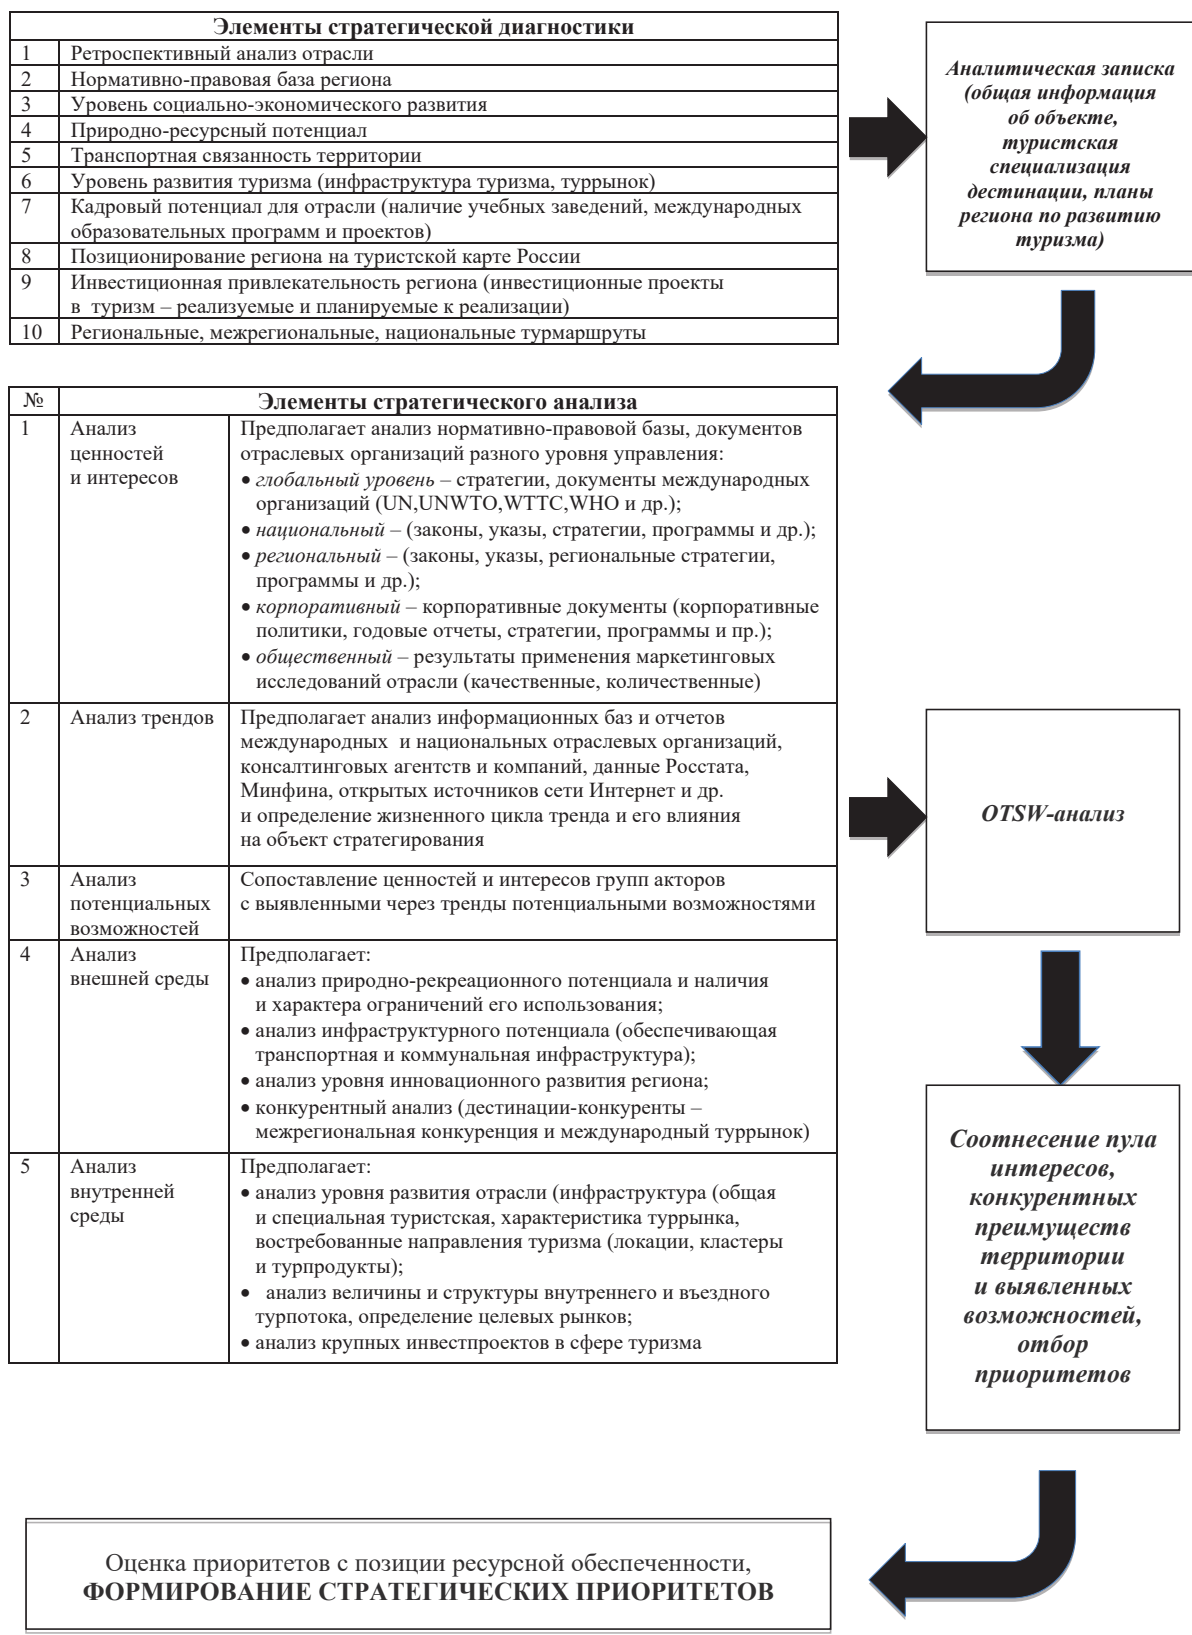 Элементы стратегической диагностики
1 Ретроспективный анализ отрасли
2 Нормативно-правовая база региона
3 Уровень социально-экономического развития
4 Природно-ресурсный потенциал
5 Транспортная связанность территории
6 Уровень развития туризма (инфраструктура туризма, туррынок)
7 Кадровый потенциал для отрасли (наличие учебных заведений, международных
образовательных программ и проектов)
8 Позиционирование региона на туристской карте России
9 Инвестиционная привлекательность региона (инвестиционные проекты
в туризм – реализуемые и планируемые к реализации)
10 Региональные, межрегиональные, национальные турмаршруты
Аналитическая записка
(общая информация
об объекте,
туристская
специализация
дестинации, планы
региона по развитию
туризма)
№ Элементы стратегического анализа
1 Анализ
ценностей
и интересов
Предполагает анализ нормативно-правовой базы, документов
отраслевых организаций разного уровня управления:
• глобальный уровень – стратегии, документы международных
организаций (UN,UNWTO,WTTC,WHO и др.);
• национальный – (законы, указы, стратегии, программы и др.);
• региональный – (законы, указы, региональные стратегии,
программы и др.);
• корпоративный – корпоративные документы (корпоративные
политики, годовые отчеты, стратегии, программы и пр.);
• общественный – результаты применения маркетинговых
исследований отрасли (качественные, количественные)
2 Анализ трендов
Предполагает анализ информационных баз и отчетов
международных и национальных отраслевых организаций,
консалтинговых агентств и компаний, данные Росстата,
Минфина, открытых источников сети Интернет и др.
и определение жизненного цикла тренда и его влияния
на объект стратегирования
3 Анализ
потенциальных
возможностей
Сопоставление ценностей и интересов групп акторов
с выявленными через тренды потенциальными возможностями
4 Анализ
внешней среды
Предполагает:
• анализ природно-рекреационного потенциала и наличия
и характера ограничений его использования;
• анализ инфраструктурного потенциала (обеспечивающая
транспортная и коммунальная инфраструктура);
• анализ уровня инновационного развития региона;
• конкурентный анализ (дестинации-конкуренты –
межрегиональная конкуренция и международный туррынок)
5 Анализ
внутренней
среды
Предполагает:
• анализ уровня развития отрасли (инфраструктура (общая
и специальная туристская, характеристика туррынка,
востребованные направления туризма (локации, кластеры
и турпродукты);
• анализ величины и структуры внутреннего и въездного
турпотока, определение целевых рынков;
• анализ крупных инвестпроектов в сфере туризма
OTSW-анализ
Соотнесение пула
интересов,
конкурентных
преимуществ
территории
и выявленных
возможностей,
отбор
приоритетов
Оценка приоритетов с позиции ресурсной обеспеченности,
ФОРМИРОВАНИЕ СТРАТЕГИЧЕСКИХ ПРИОРИТЕТОВ